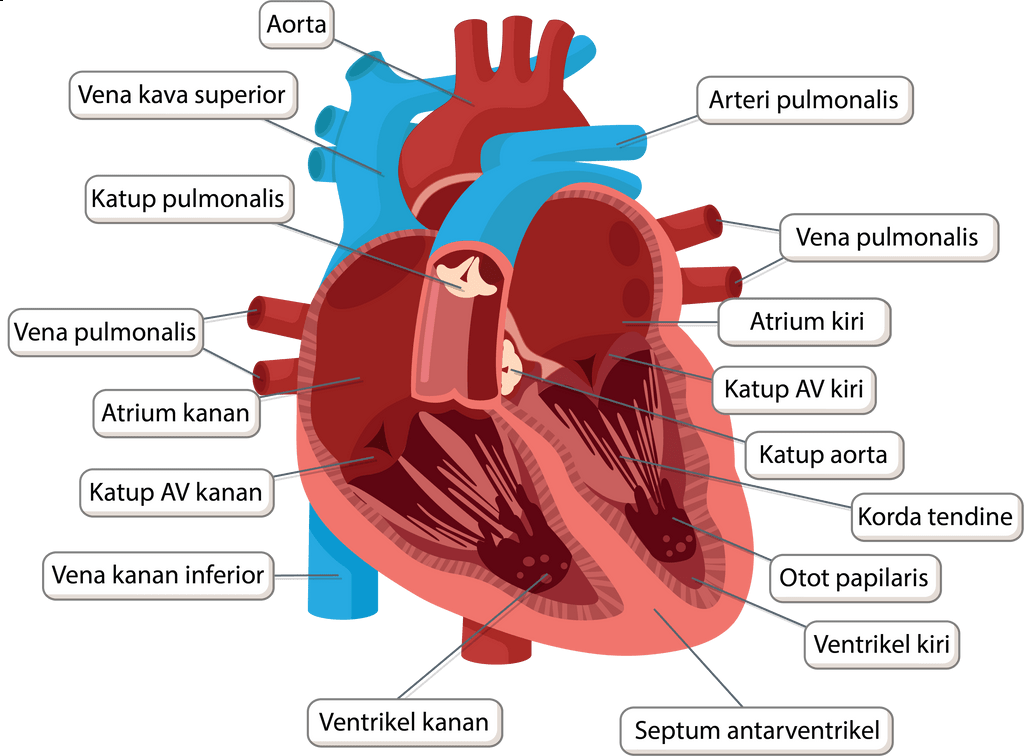 Aorta
Vena kava superior
Arteri pulmonalis
Katup pulmonalis
Vena pulmonalis
Vena pulmonalis
Atrium kiri
Atrium kanan
Katup AV kiri
Katup aorta
Katup AV kanan
Korda tendine
Vena kanan inferior
Otot papilaris
Ventrikel kiri
Ventrikel kanan
Septum antarventrikel